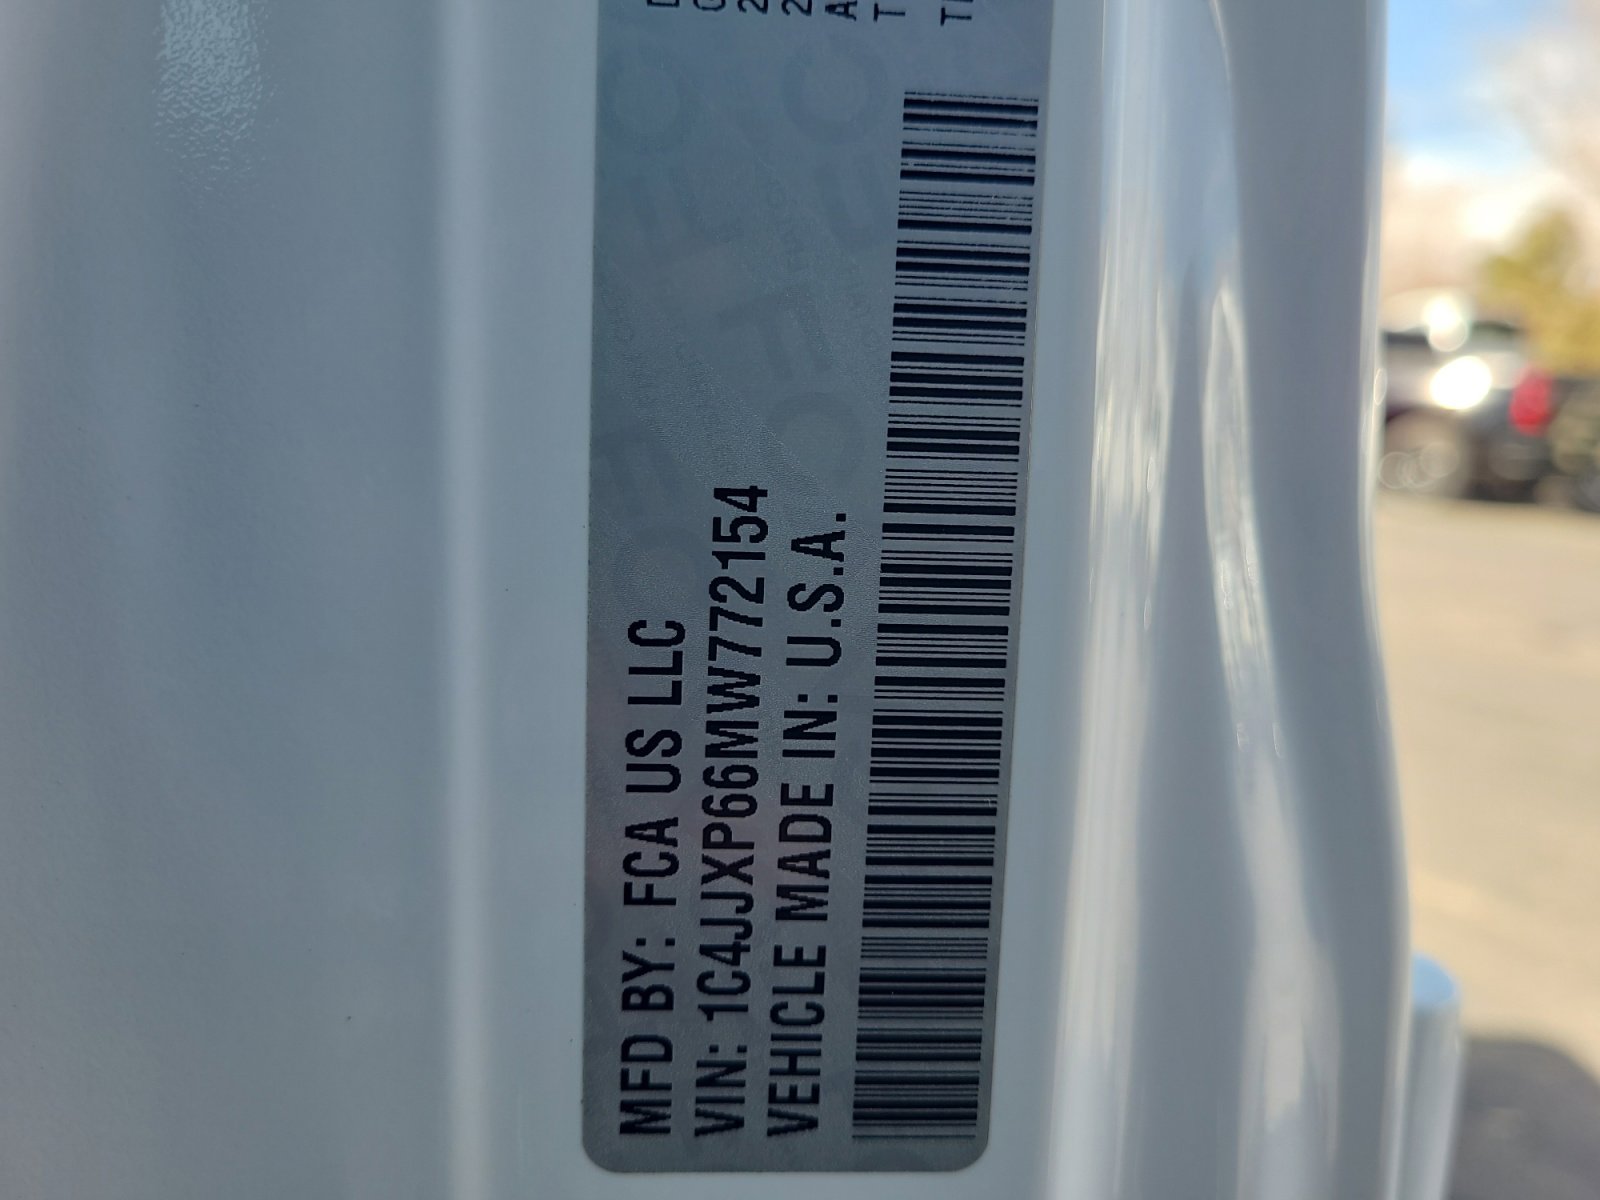 MFD BY: FCA US LLC
VIN: 1C4JJXP66MW772154
VEHICLE MADE IN: U.S.A.